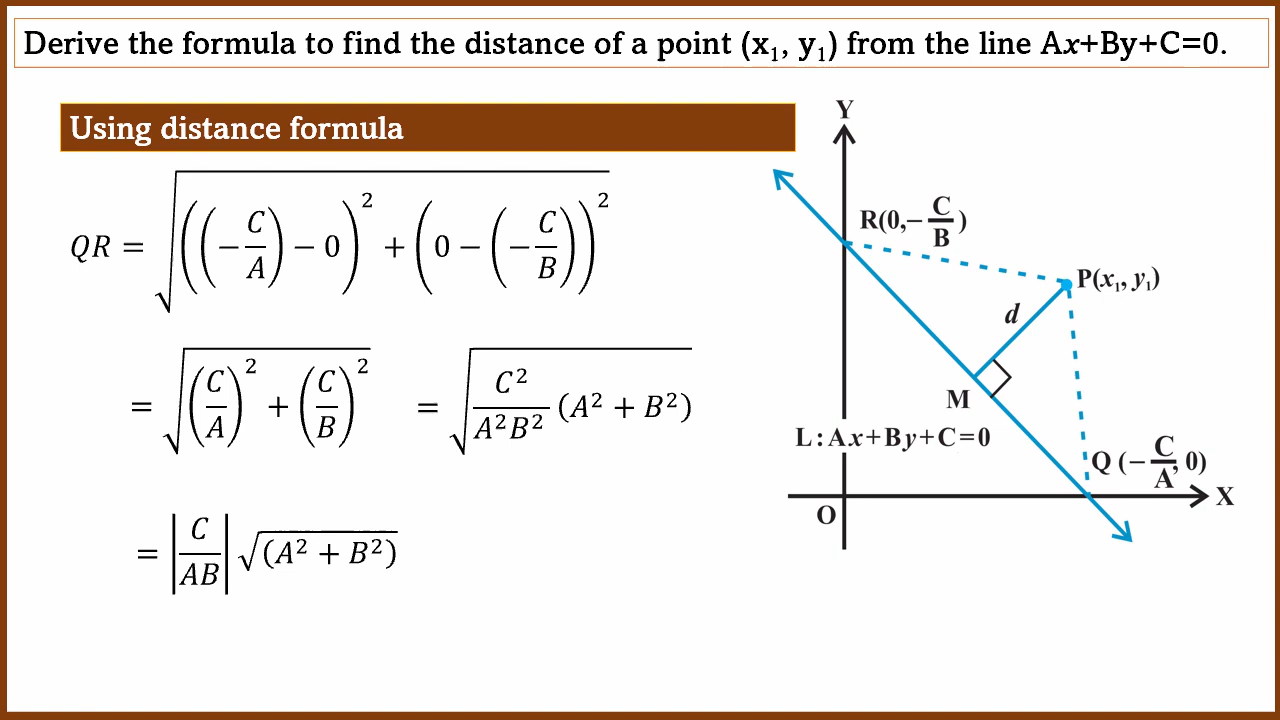 Derive the formula to find the distance of a point (x₁, y₁) from the line Ax+By+C=0.
Using distance formula
QR = √(((−C/A) − 0)² + (0 − (−C/B))²)
= √((C/A)² + (C/B)²) = √(C²/A²B² (A² + B²))
= |C/AB| √(A² + B²)
Y
R(0,−C/B)
P(x₁, y₁)
d
M
L : Ax+By+C=0
Q (−C/A, 0)
X
O